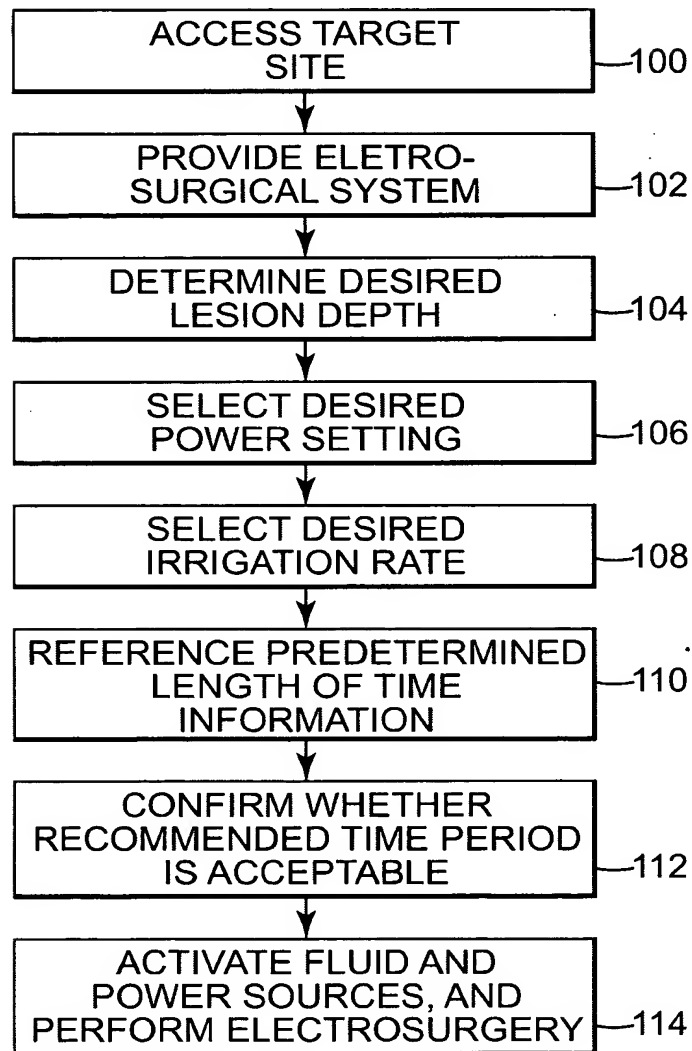 ACCESS TARGET
SITE
100
PROVIDE ELETRO-
SURGICAL SYSTEM
102
DETERMINE DESIRED
LESION DEPTH
104
SELECT DESIRED
POWER SETTING
106
SELECT DESIRED
IRRIGATION RATE
108
REFERENCE PREDETERMINED
LENGTH OF TIME
INFORMATION
110
CONFIRM WHETHER
RECOMMENDED TIME PERIOD
IS ACCEPTABLE
112
ACTIVATE FLUID AND
POWER SOURCES, AND
PERFORM ELECTROSURGERY
114